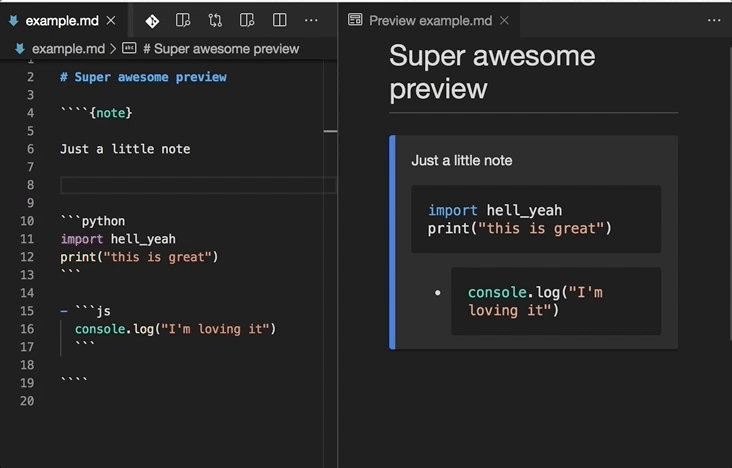 example.md
example.md > # Super awesome preview
1
2 # Super awesome preview
3
4 ````{note}
5
6 Just a little note
7
8
9
10 ```python
11 import hell_yeah
12 print("this is great")
13 ```
14
15 - ```js
16 console.log("I'm loving it")
17 ```
18
19 ````
20
Preview example.md
Super awesome
preview
Just a little note
import hell_yeah
print("this is great")
console.log("I'm
loving it")